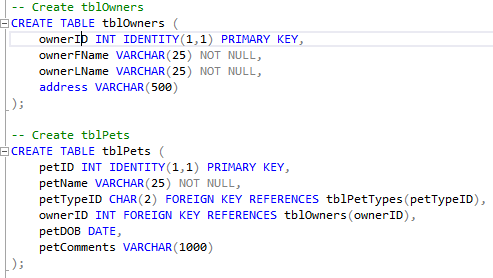 -- Create tblOwners
CREATE TABLE tblOwners (
ownerID INT IDENTITY(1,1) PRIMARY KEY,
ownerFName VARCHAR(25) NOT NULL,
ownerLName VARCHAR(25) NOT NULL,
address VARCHAR(500)
);
-- Create tblPets
CREATE TABLE tblPets (
petID INT IDENTITY(1,1) PRIMARY KEY,
petName VARCHAR(25) NOT NULL,
petTypeID CHAR(2) FOREIGN KEY REFERENCES tblPetTypes(petTypeID),
ownerID INT FOREIGN KEY REFERENCES tblOwners(ownerID),
petDOB DATE,
petComments VARCHAR(1000)
);